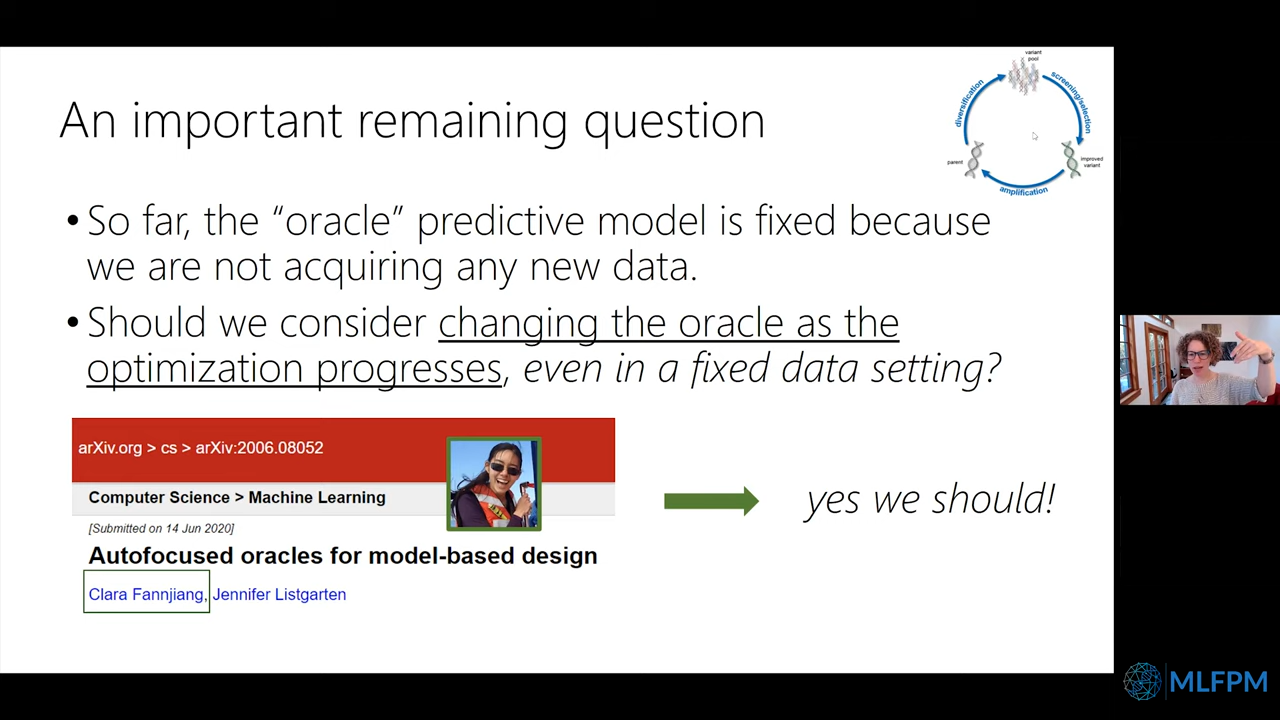 An important remaining question
variant
pool
diversification
screening/selection
parent
improved
variant
amplification
• So far, the “oracle” predictive model is fixed because
we are not acquiring any new data.
• Should we consider changing the oracle as the
optimization progresses, even in a fixed data setting?
arXiv.org > cs > arXiv:2006.08052
Computer Science > Machine Learning
[Submitted on 14 Jun 2020]
Autofocused oracles for model-based design
Clara Fannjiang, Jennifer Listgarten
yes we should!
MLFPM